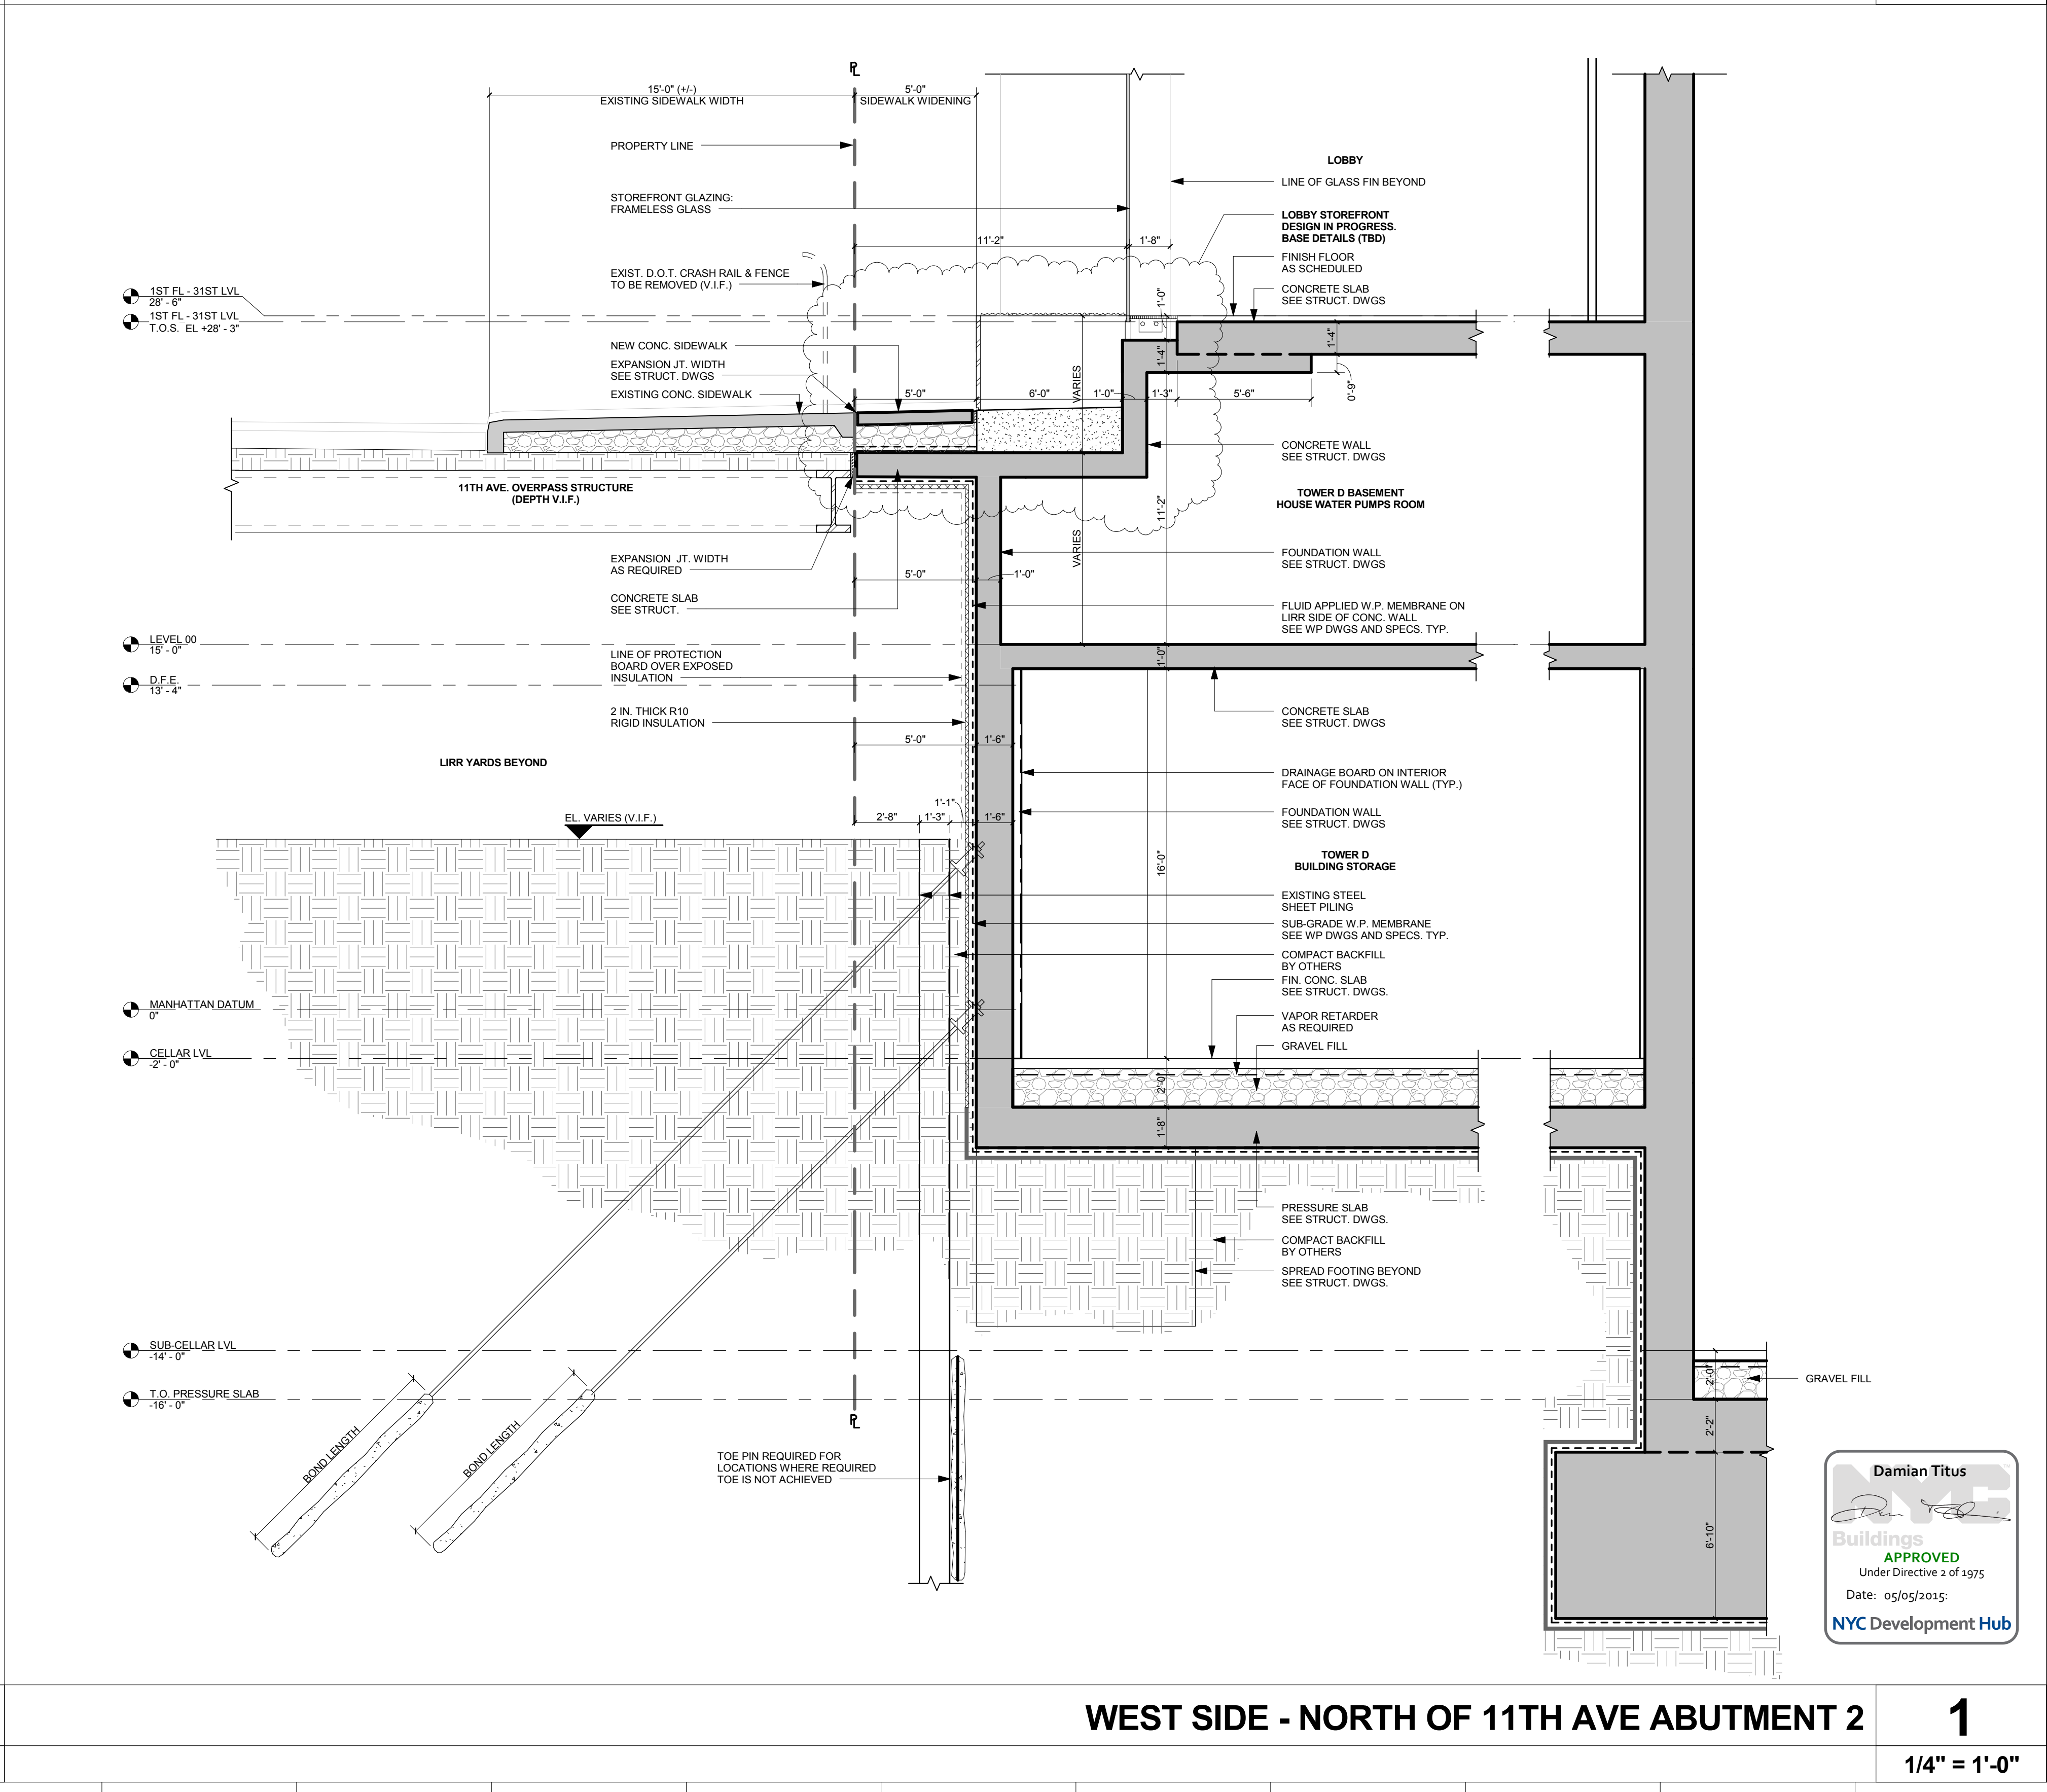 PL
15'-0" (+/-)
EXISTING SIDEWALK WIDTH
5'-0"
SIDEWALK WIDENING
PROPERTY LINE
STOREFRONT GLAZING:
FRAMELESS GLASS
LOBBY
LINE OF GLASS FIN BEYOND
LOBBY STOREFRONT
DESIGN IN PROGRESS.
BASE DETAILS (TBD)
11'-2"
1'-8"
FINISH FLOOR
AS SCHEDULED
EXIST. D.O.T. CRASH RAIL & FENCE
TO BE REMOVED (V.I.F.)
CONCRETE SLAB
SEE STRUCT. DWGS
1ST FL - 31ST LVL
28' - 6"
1ST FL - 31ST LVL
T.O.S. EL +28' - 3"
1'-0"
1'-4"
1'-4"
NEW CONC. SIDEWALK
EXPANSION JT. WIDTH
SEE STRUCT. DWGS
EXISTING CONC. SIDEWALK
VARIES
5'-0"
6'-0"
1'-0"
1'-3"
5'-6"
0'-9"
CONCRETE WALL
SEE STRUCT. DWGS
11TH AVE. OVERPASS STRUCTURE
(DEPTH V.I.F.)
TOWER D BASEMENT
HOUSE WATER PUMPS ROOM
11'-2"
VARIES
EXPANSION JT. WIDTH
AS REQUIRED
FOUNDATION WALL
SEE STRUCT. DWGS
5'-0"
1'-0"
CONCRETE SLAB
SEE STRUCT.
FLUID APPLIED W.P. MEMBRANE ON
LIRR SIDE OF CONC. WALL
SEE WP DWGS AND SPECS. TYP.
LEVEL 00
15' - 0"
1'-0"
LINE OF PROTECTION
BOARD OVER EXPOSED
INSULATION
D.F.E.
13' - 4"
2 IN. THICK R10
RIGID INSULATION
CONCRETE SLAB
SEE STRUCT. DWGS
5'-0"
1'-6"
LIRR YARDS BEYOND
DRAINAGE BOARD ON INTERIOR
FACE OF FOUNDATION WALL (TYP.)
EL. VARIES (V.I.F.)
1'-1"
2'-8"
1'-3"
1'-6"
FOUNDATION WALL
SEE STRUCT. DWGS
TOWER D
BUILDING STORAGE
16'-0"
EXISTING STEEL
SHEET PILING
SUB-GRADE W.P. MEMBRANE
SEE WP DWGS AND SPECS. TYP.
COMPACT BACKFILL
BY OTHERS
FIN. CONC. SLAB
SEE STRUCT. DWGS.
MANHATTAN DATUM
0"
VAPOR RETARDER
AS REQUIRED
GRAVEL FILL
CELLAR LVL
-2' - 0"
2'-0"
1'-8"
PRESSURE SLAB
SEE STRUCT. DWGS.
COMPACT BACKFILL
BY OTHERS
SPREAD FOOTING BEYOND
SEE STRUCT. DWGS.
SUB-CELLAR LVL
-14' - 0"
2'-0"
GRAVEL FILL
T.O. PRESSURE SLAB
-16' - 0"
PL
2'-2"
BOND LENGTH
BOND LENGTH
TOE PIN REQUIRED FOR
LOCATIONS WHERE REQUIRED
TOE IS NOT ACHIEVED
6'-10"
NYC
Damian Titus
Buildings
APPROVED
Under Directive 2 of 1975
Date: 05/05/2015:
NYC Development Hub
WEST SIDE - NORTH OF 11TH AVE ABUTMENT 2
1
1/4" = 1'-0"